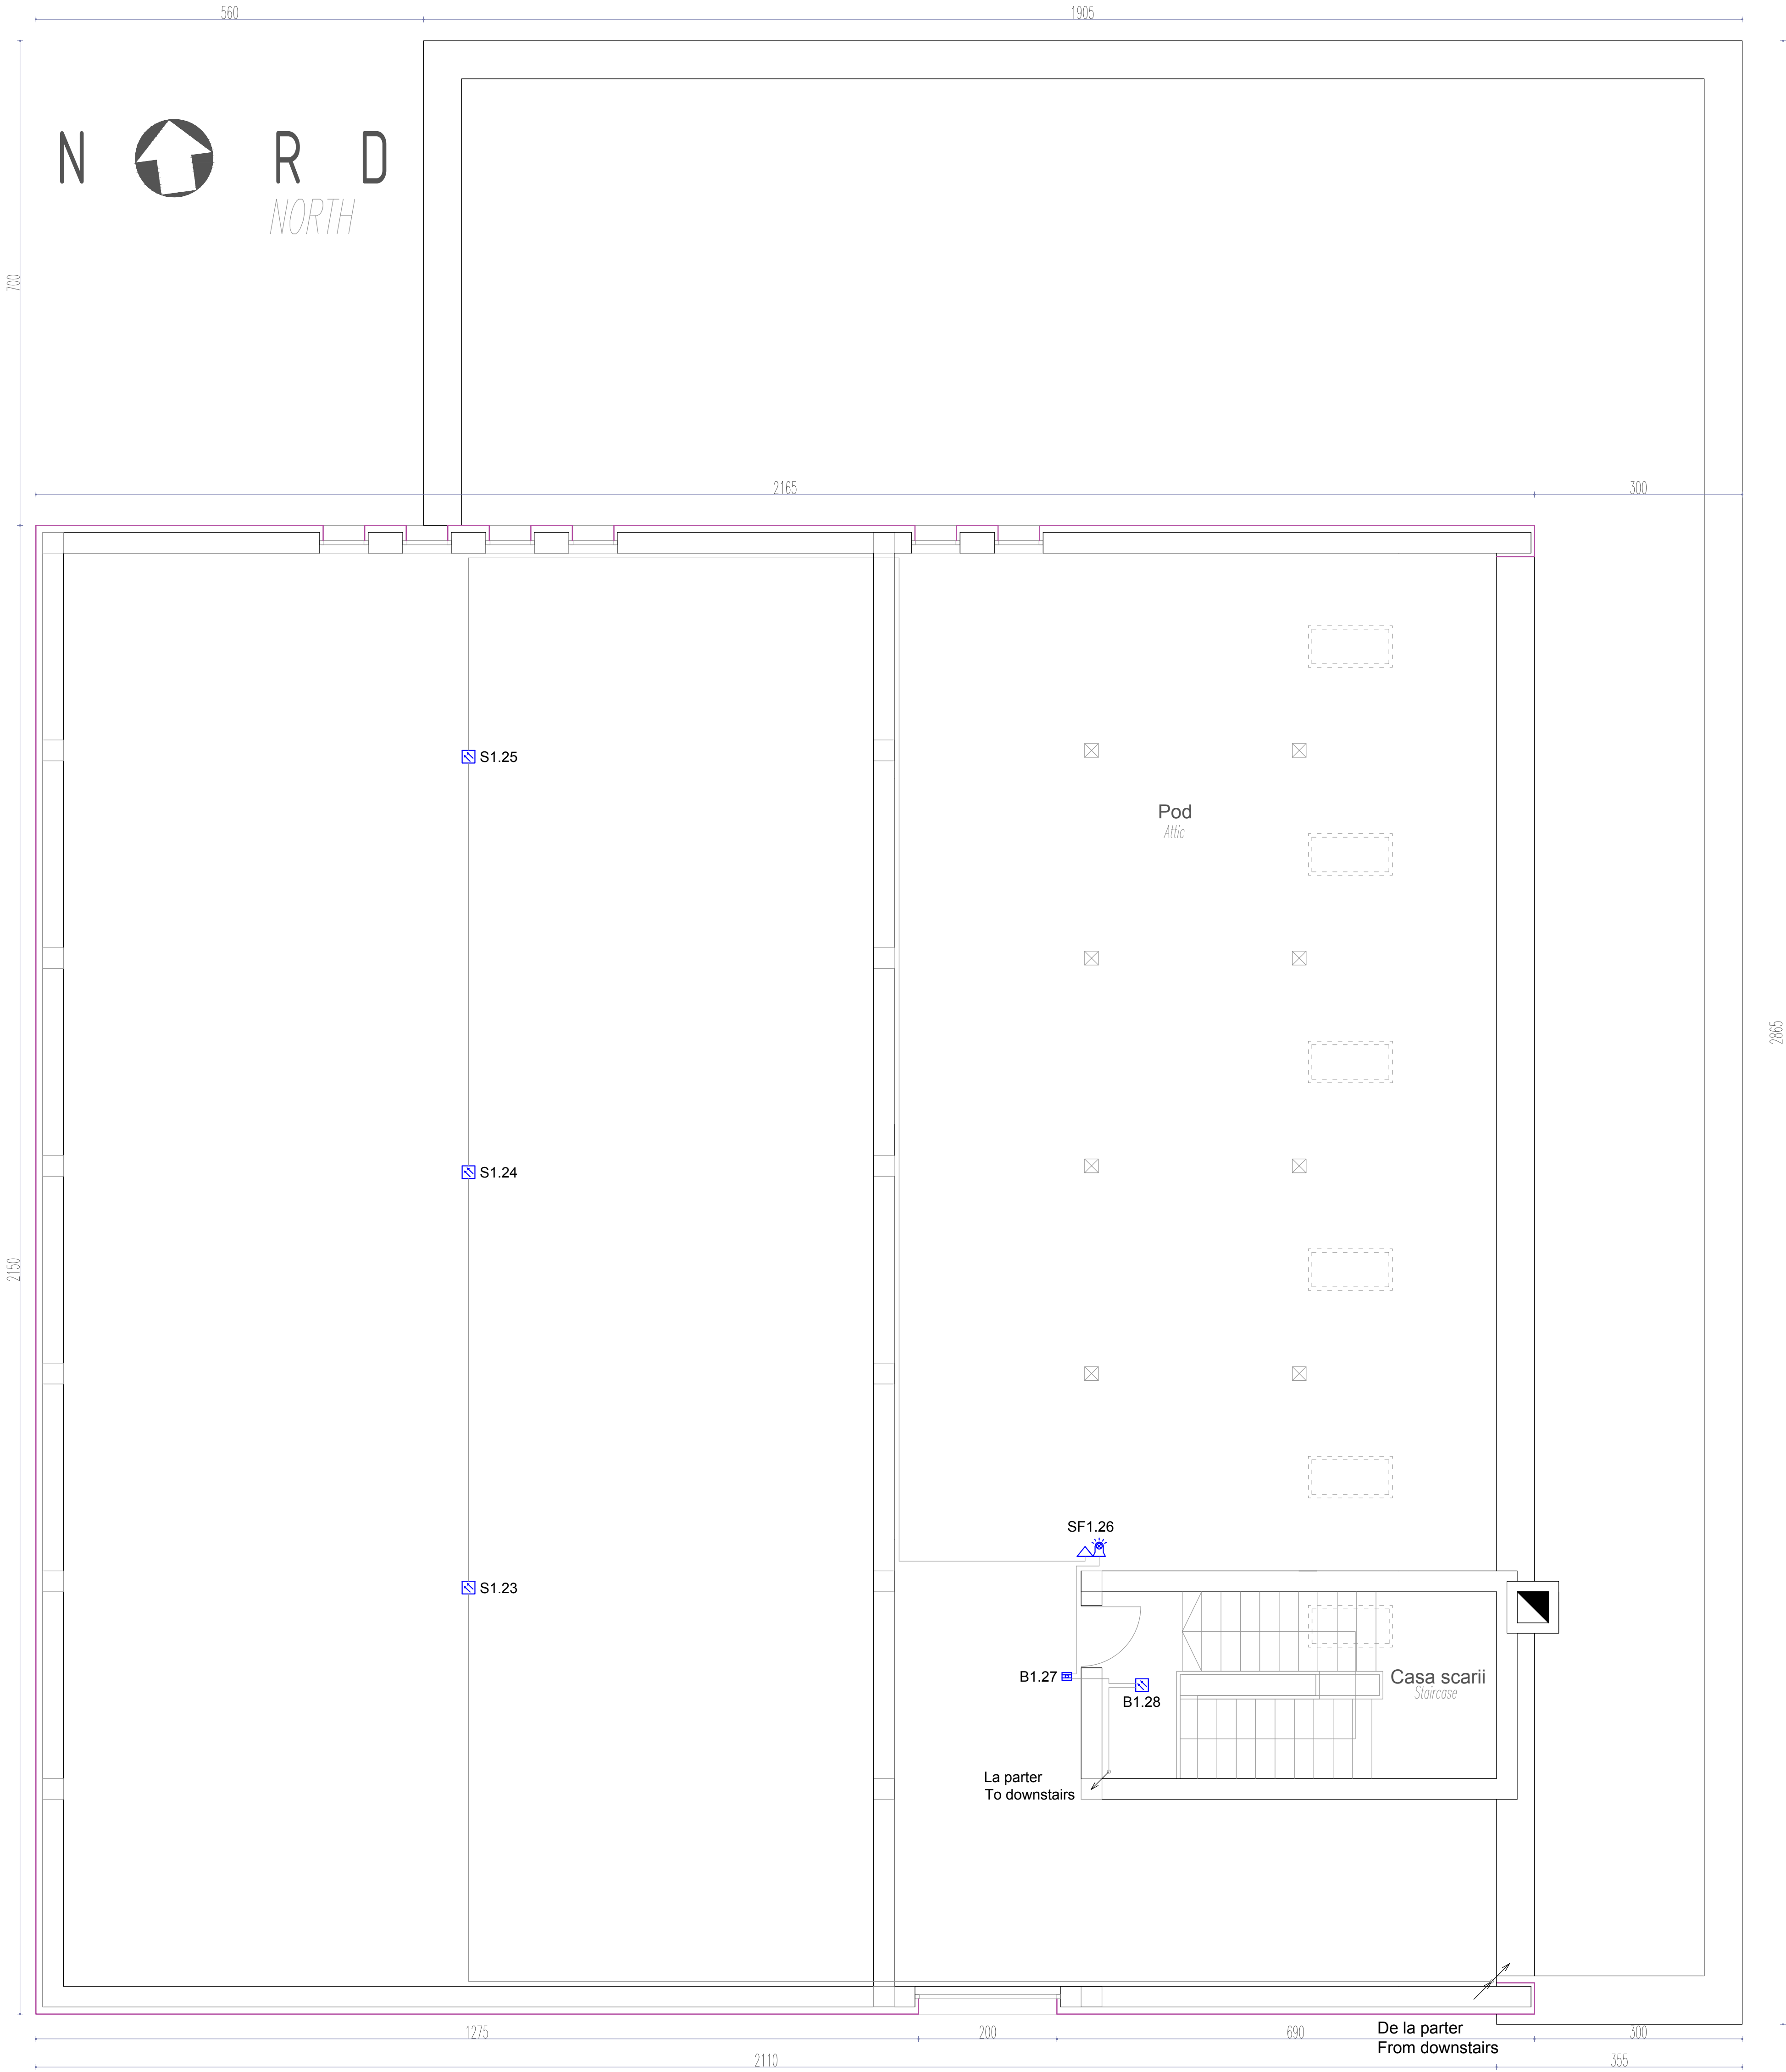 560
1905
N O R D
NORTH
700
2165
300
S1.25
Pod
Attic
2865
S1.24
2150
SF1.26
S1.23
B1.27
B1.28
Casa scarii
Staircase
La parter
To downstairs
De la parter
From downstairs
1275
200
690
300
2110
355